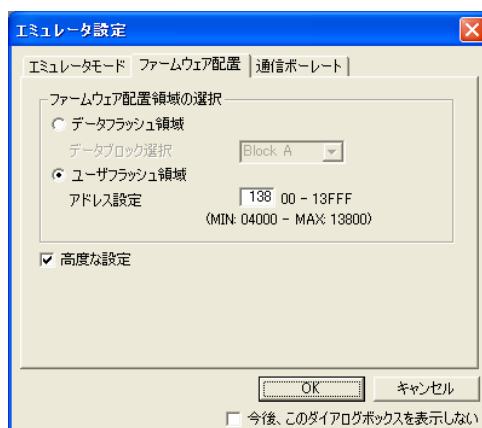 エミュレータ設定
エミュレータモード ファームウェア配置 通信ボーレート
ファームウェア配置領域の選択
データフラッシュ領域
データブロック選択 Block A
ユーザフラッシュ領域
アドレス設定 138 00 - 13FFF
(MIN: 04000 - MAX: 13800)
高度な設定
OK キャンセル
今後、このダイアログボックスを表示しない